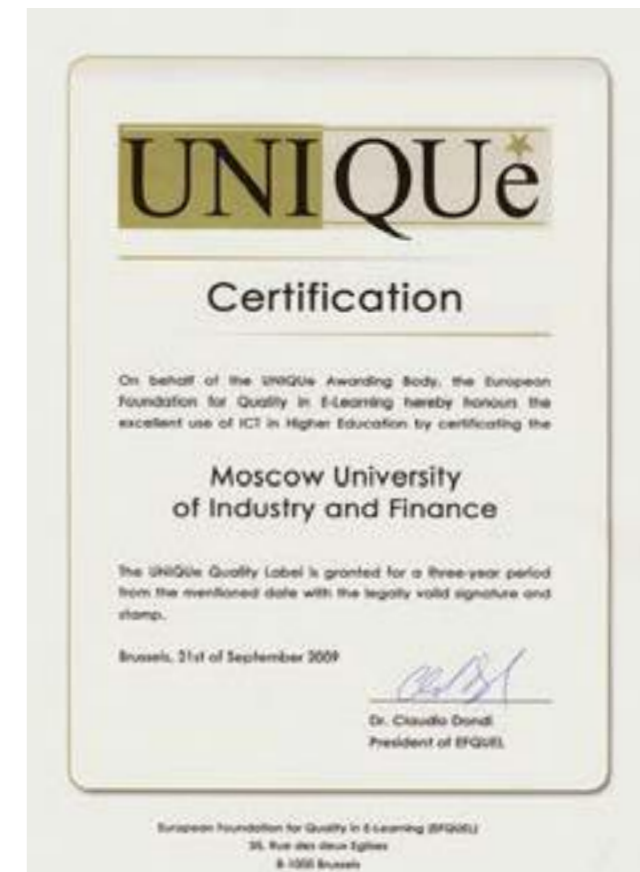 UNIQUe
Certification
On behalf of the UNIQUe Awarding Body, the European
Foundation for Quality in E-Learning hereby honours the
excellent use of ICT in Higher Education by certificating the
Moscow University
of Industry and Finance
The UNIQUe Quality Label is granted for a three-year period
from the mentioned date with the legally valid signature and
stamp.
Brussels, 21st of September 2009
Dr. Claudio Dondi
President of EFQUEL
European Foundation for Quality in E-Learning (EFQUEL)
35, Rue des deux Eglises
B-1000 Brussels